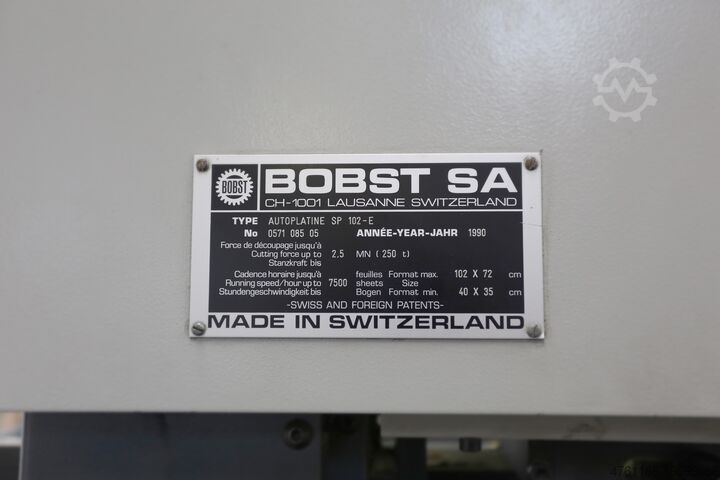 BOBST
BOBST SA
CH-1001 LAUSANNE SWITZERLAND
TYPE AUTOPLATINE SP 102-E
No 0571 085 05 ANNÉE-YEAR-JAHR 1990
Force de découpage jusqu'à
Cutting force up to 2.5 MN (250 t)
Stanzkraft bis
Cadence horaire jusqu'à feuilles Format max. 102 X 72 cm
Running speed/hour up to 7500 sheets Size
Stundengeschwindigkeit bis Bogen Format min. 40 X 35 cm
-SWISS AND FOREIGN PATENTS-
MADE IN SWITZERLAND